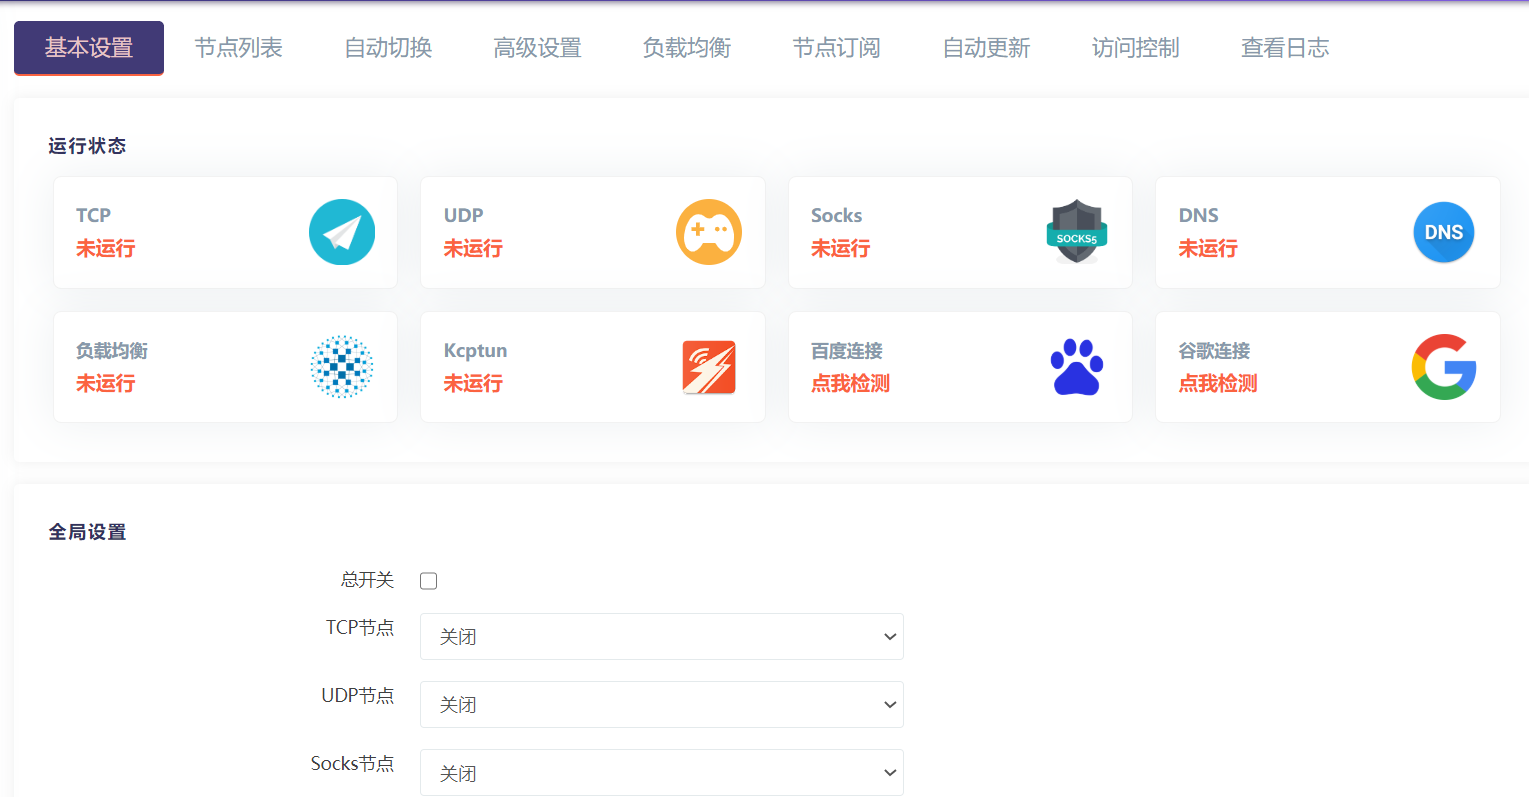 基本设置 节点列表 自动切换 高级设置 负载均衡 节点订阅 自动更新 访问控制 查看日志
运行状态
TCP
未运行
UDP
未运行
Socks
未运行
SOCKS5
DNS
未运行
DNS
负载均衡
未运行
Kcptun
未运行
百度连接
点我检测
谷歌连接
点我检测
全局设置
总开关
TCP节点 关闭
UDP节点 关闭
Socks节点 关闭